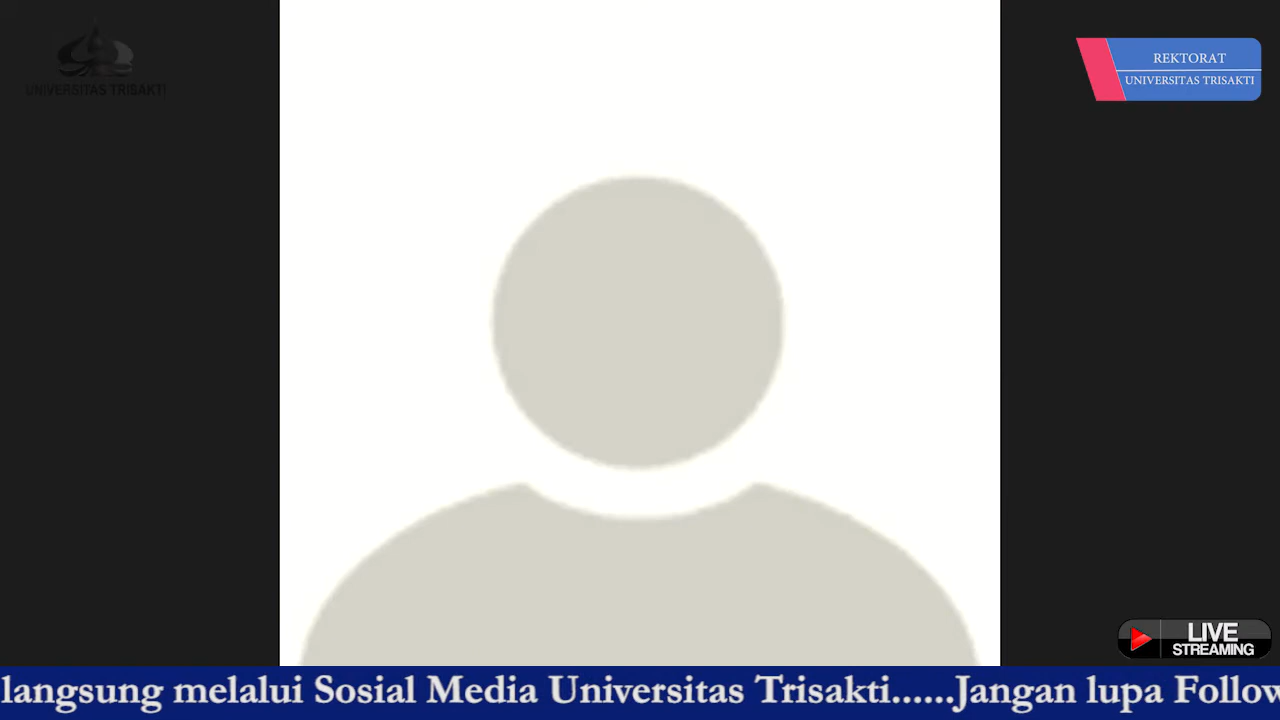 UNIVERSITAS TRISAKTI
REKTORAT
UNIVERSITAS TRISAKTI
LIVE
STREAMING
langsung melalui Sosial Media Universitas Trisakti......Jangan lupa Follow